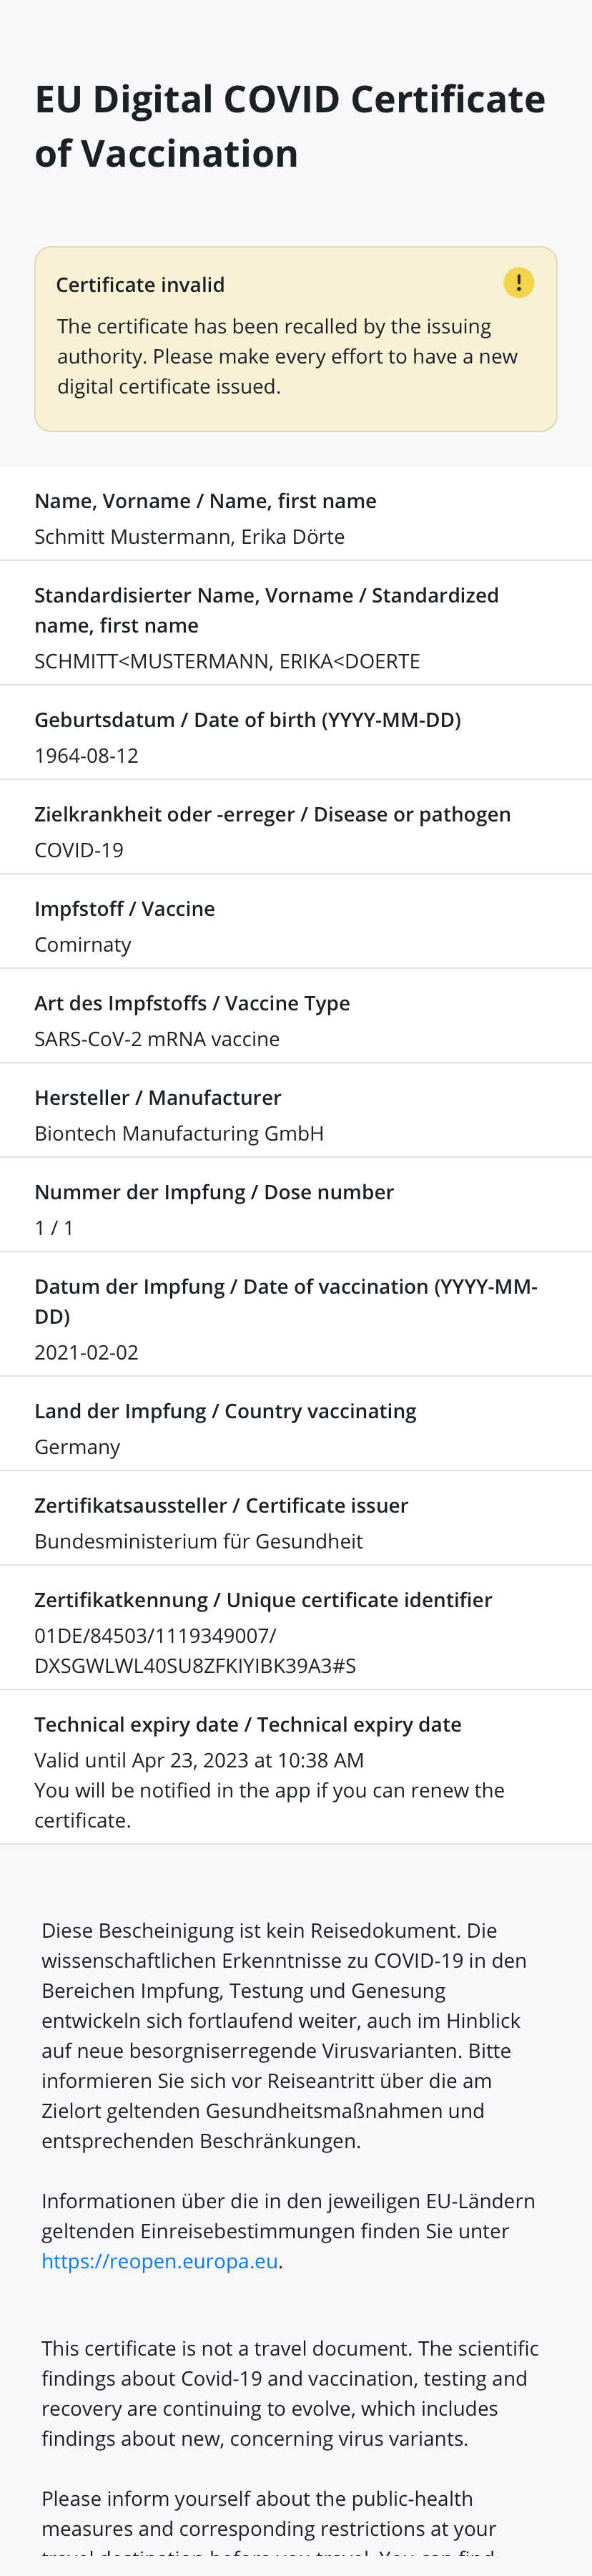 EU Digital COVID Certificate
of Vaccination
Certificate invalid
!
The certificate has been recalled by the issuing
authority. Please make every effort to have a new
digital certificate issued.
Name, Vorname / Name, first name
Schmitt Mustermann, Erika Dörte
Standardisierter Name, Vorname / Standardized
name, first name
SCHMITT<MUSTERMANN, ERIKA<DOERTE
Geburtsdatum / Date of birth (YYYY-MM-DD)
1964-08-12
Zielkrankheit oder -erreger / Disease or pathogen
COVID-19
Impfstoff / Vaccine
Comirnaty
Art des Impfstoffs / Vaccine Type
SARS-CoV-2 mRNA vaccine
Hersteller / Manufacturer
Biontech Manufacturing GmbH
Nummer der Impfung / Dose number
1 / 1
Datum der Impfung / Date of vaccination (YYYY-MM-
DD)
2021-02-02
Land der Impfung / Country vaccinating
Germany
Zertifikatsaussteller / Certificate issuer
Bundesministerium für Gesundheit
Zertifikatkennung / Unique certificate identifier
01DE/84503/1119349007/
DXSGWLWL40SU8ZFKIYIBK39A3#S
Technical expiry date / Technical expiry date
Valid until Apr 23, 2023 at 10:38 AM
You will be notified in the app if you can renew the
certificate.
Diese Bescheinigung ist kein Reisedokument. Die
wissenschaftlichen Erkenntnisse zu COVID-19 in den
Bereichen Impfung, Testung und Genesung
entwickeln sich fortlaufend weiter, auch im Hinblick
auf neue besorgniserregende Virusvarianten. Bitte
informieren Sie sich vor Reiseantritt über die am
Zielort geltenden Gesundheitsmaßnahmen und
entsprechenden Beschränkungen.
Informationen über die in den jeweiligen EU-Ländern
geltenden Einreisebestimmungen finden Sie unter
https://reopen.europa.eu.
This certificate is not a travel document. The scientific
findings about Covid-19 and vaccination, testing and
recovery are continuing to evolve, which includes
findings about new, concerning virus variants.
Please inform yourself about the public-health
measures and corresponding restrictions at your